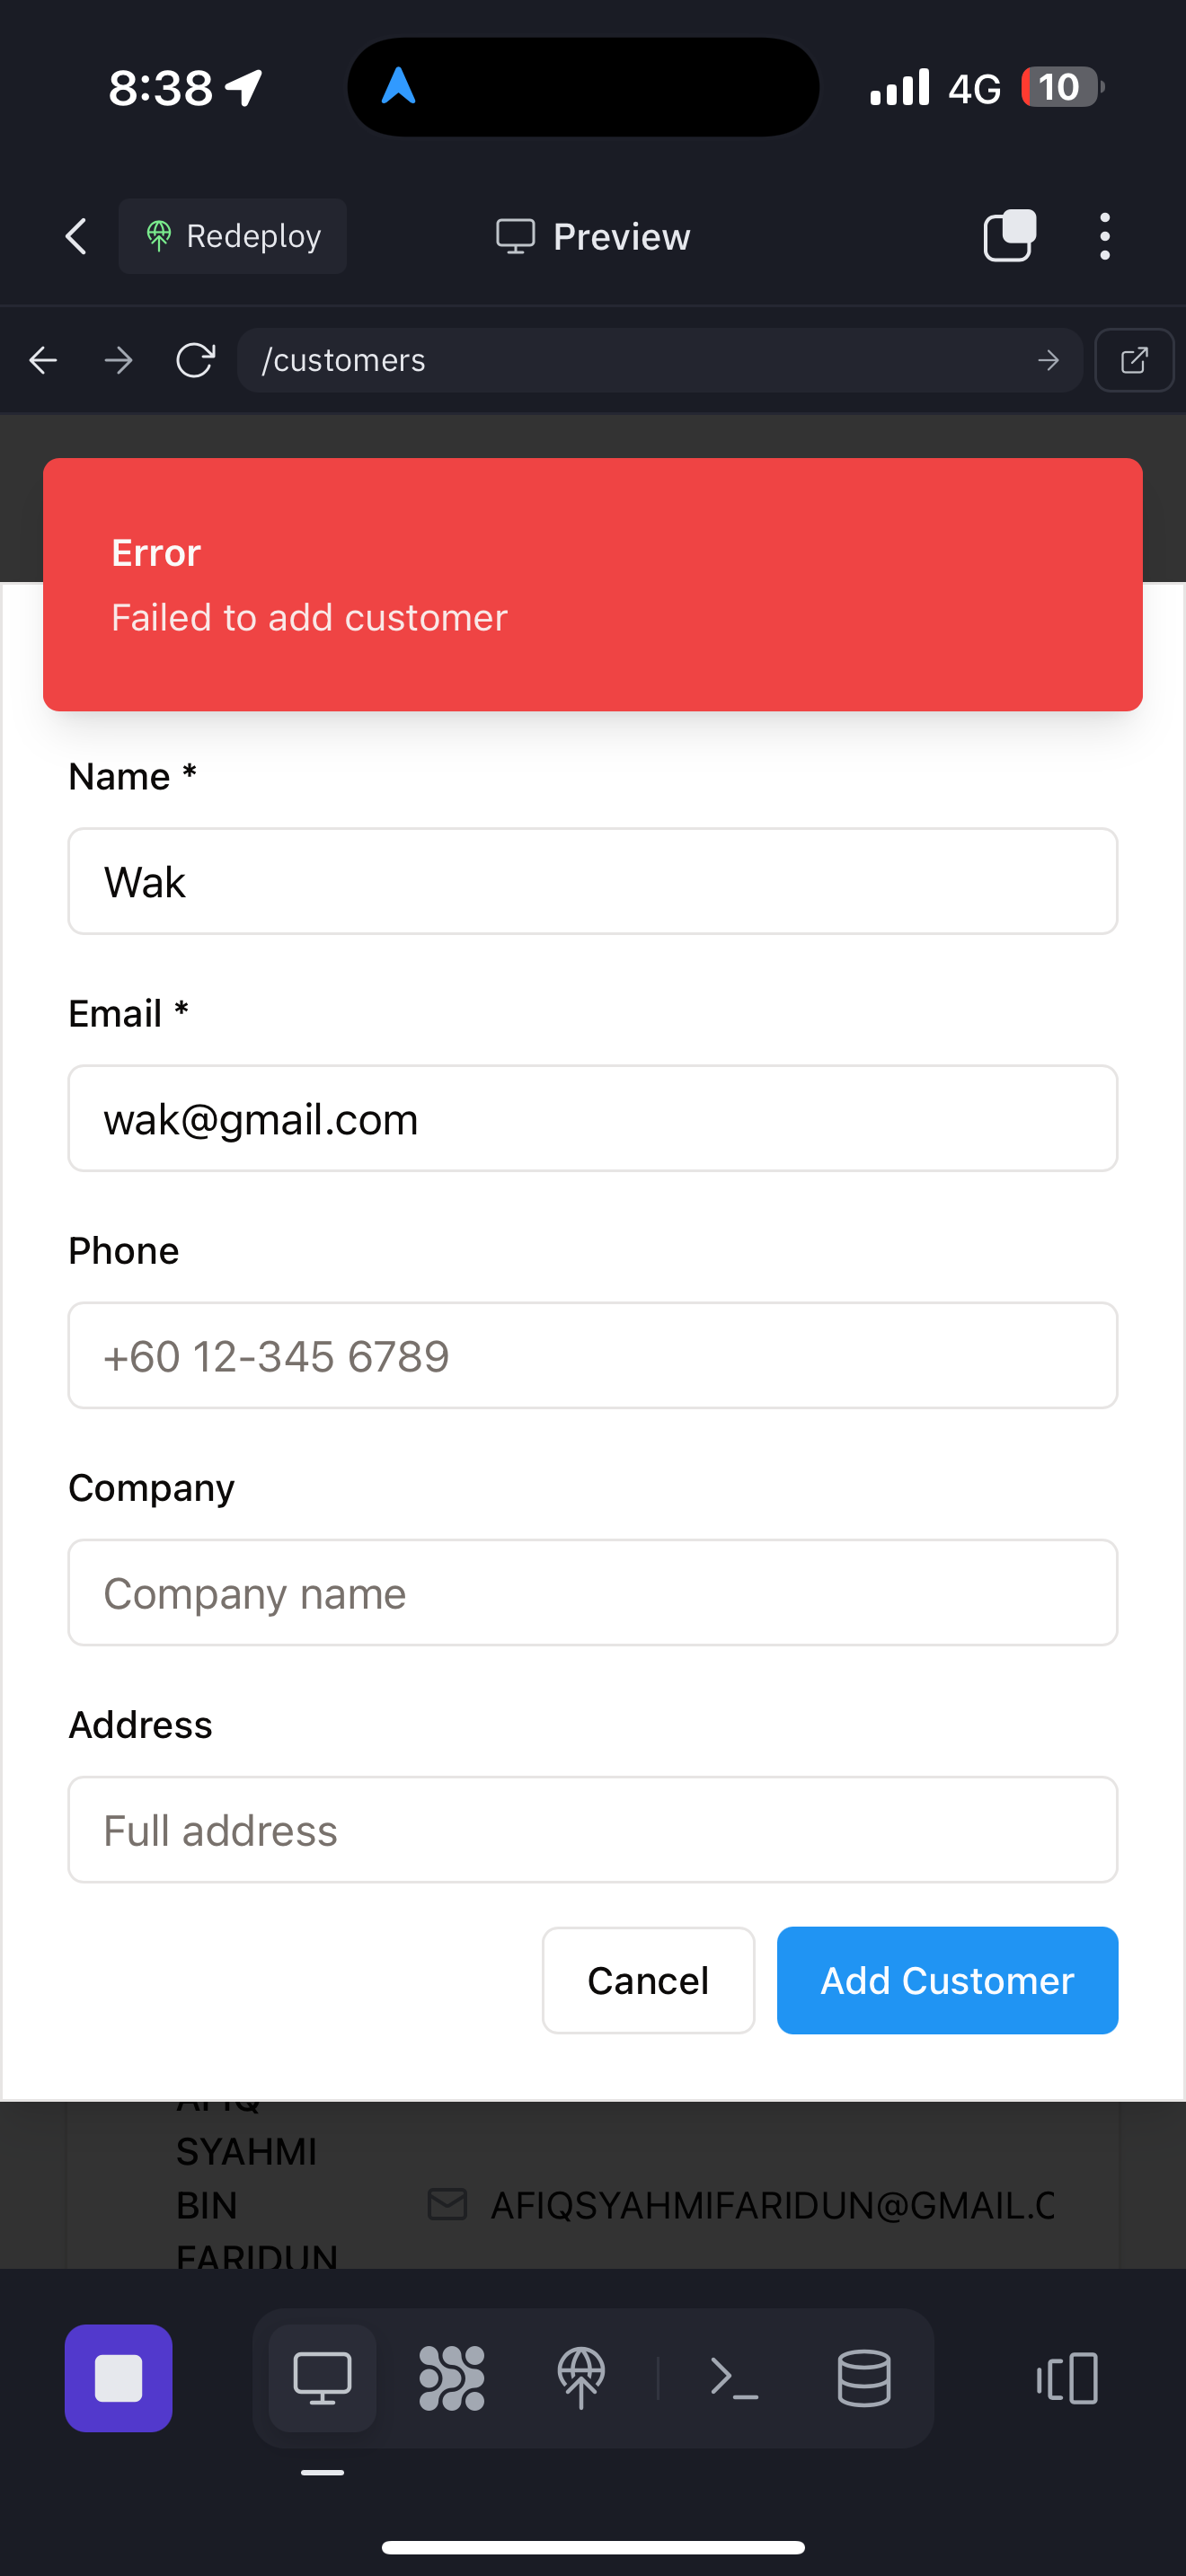 8:38
4G
10
Redeploy
Preview
/customers
Error
Failed to add customer
Name *
Wak
Email *
wak@gmail.com
Phone
+60 12-345 6789
Company
Company name
Address
Full address
Cancel
Add Customer
AFIQ
SYAHMI
BIN
AFIQSYAHMIFARIDUN@GMAIL.C
FARIDUN